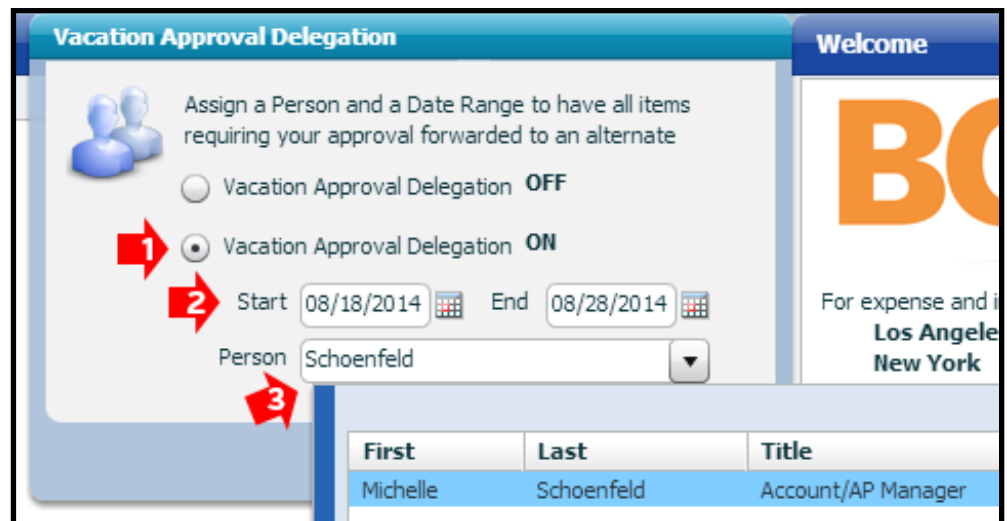 Vacation Approval Delegation
Assign a Person and a Date Range to have all items
requiring your approval forwarded to an alternate
Vacation Approval Delegation OFF
1 Vacation Approval Delegation ON
2 Start 08/18/2014 End 08/28/2014
Person Schoenfeld
3
First Last Title
Michelle Schoenfeld Account/AP Manager
Welcome
For expense and i
Los Angele
New York